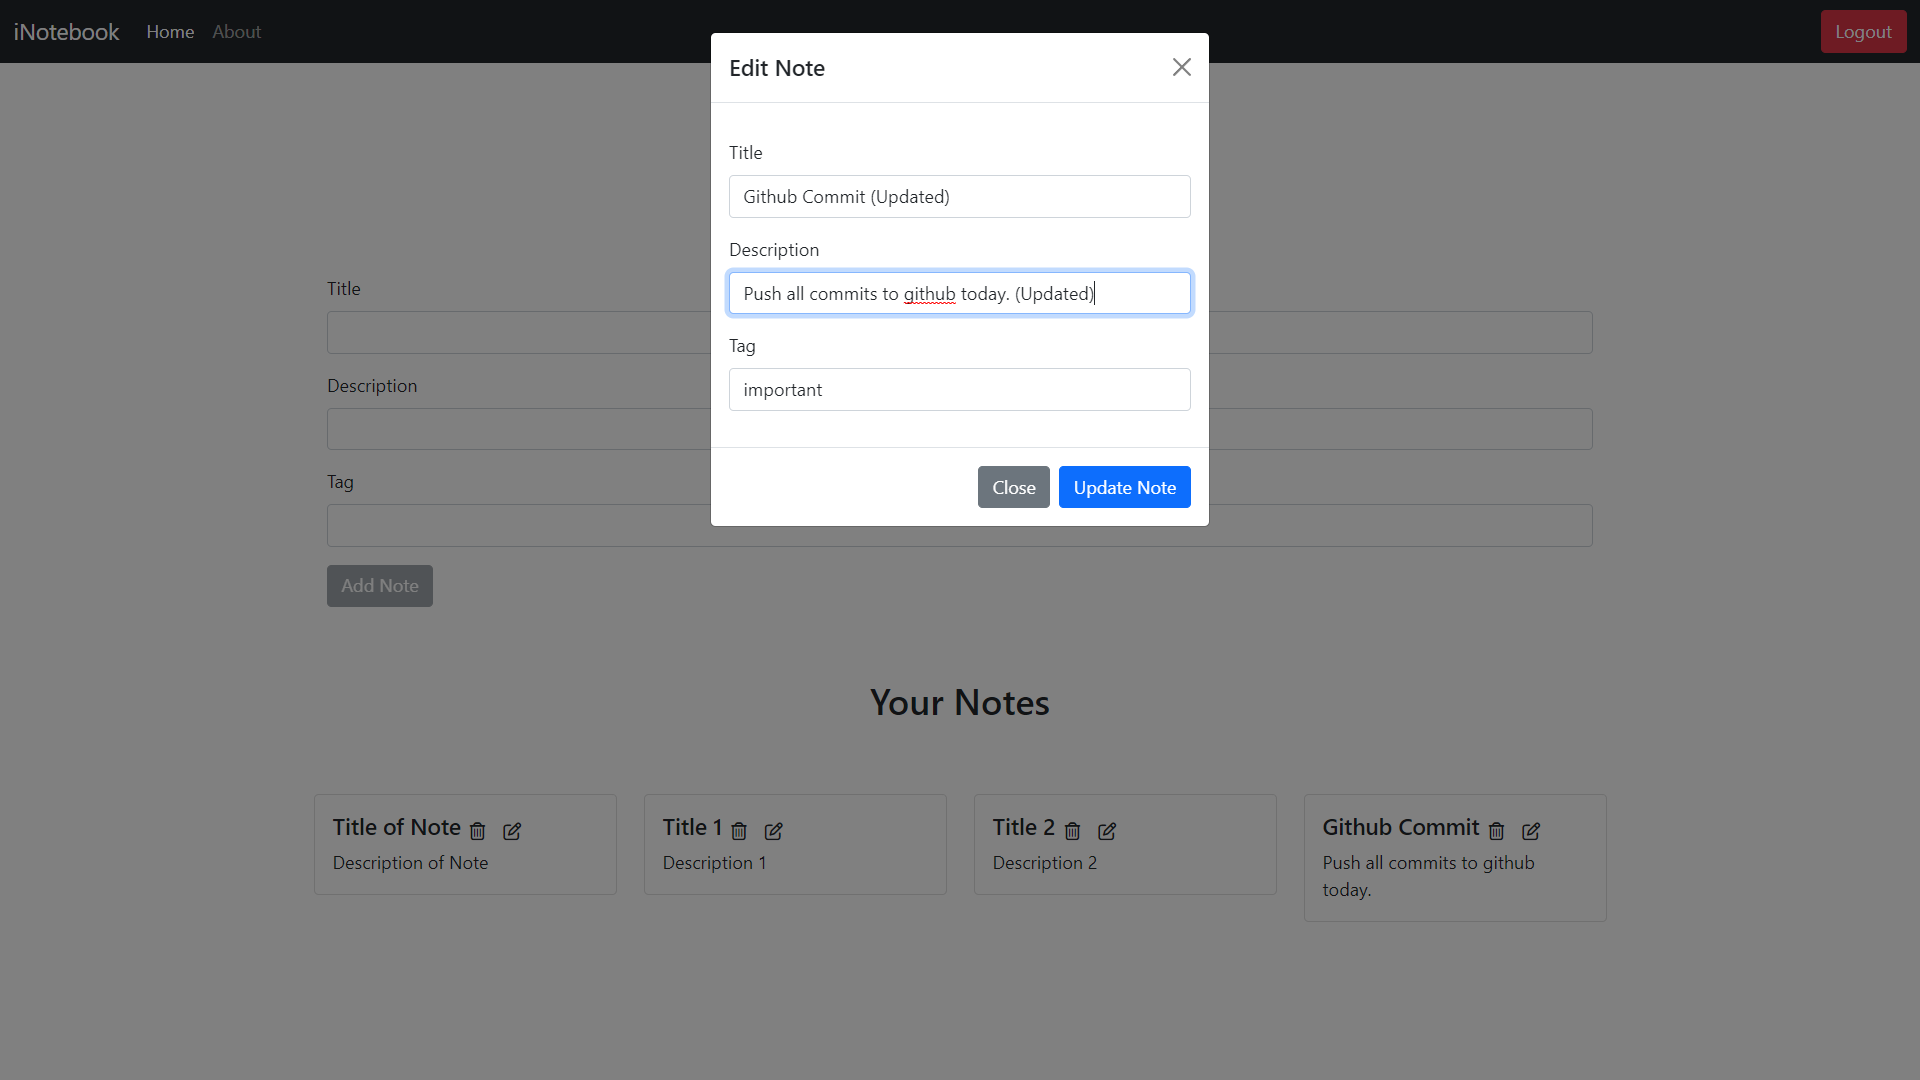 iNotebook Home About Logout
Edit Note
Title
Github Commit (Updated)
Description
Push all commits to github today. (Updated)
Tag
important
Close Update Note
Title
Description
Tag
Add Note
Your Notes
Title of Note
Description of Note
Title 1
Description 1
Title 2
Description 2
Github Commit
Push all commits to github
today.